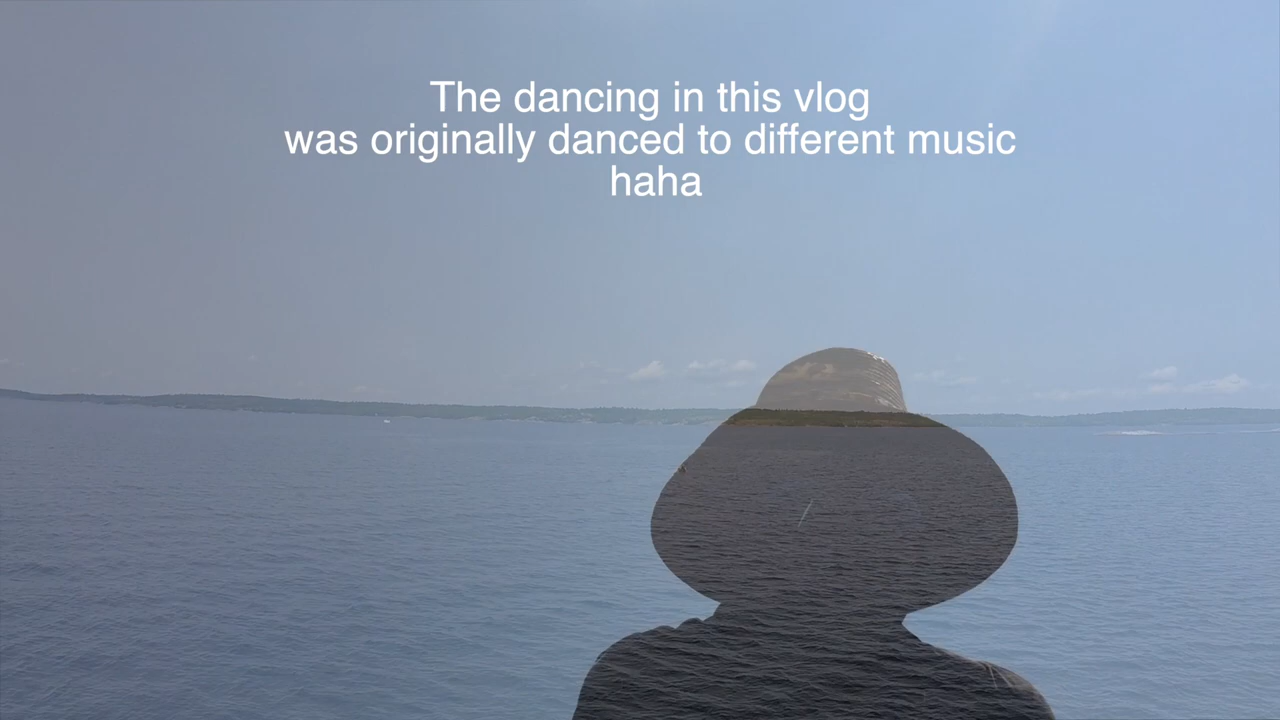 The dancing in this vlog
was originally danced to different music
haha